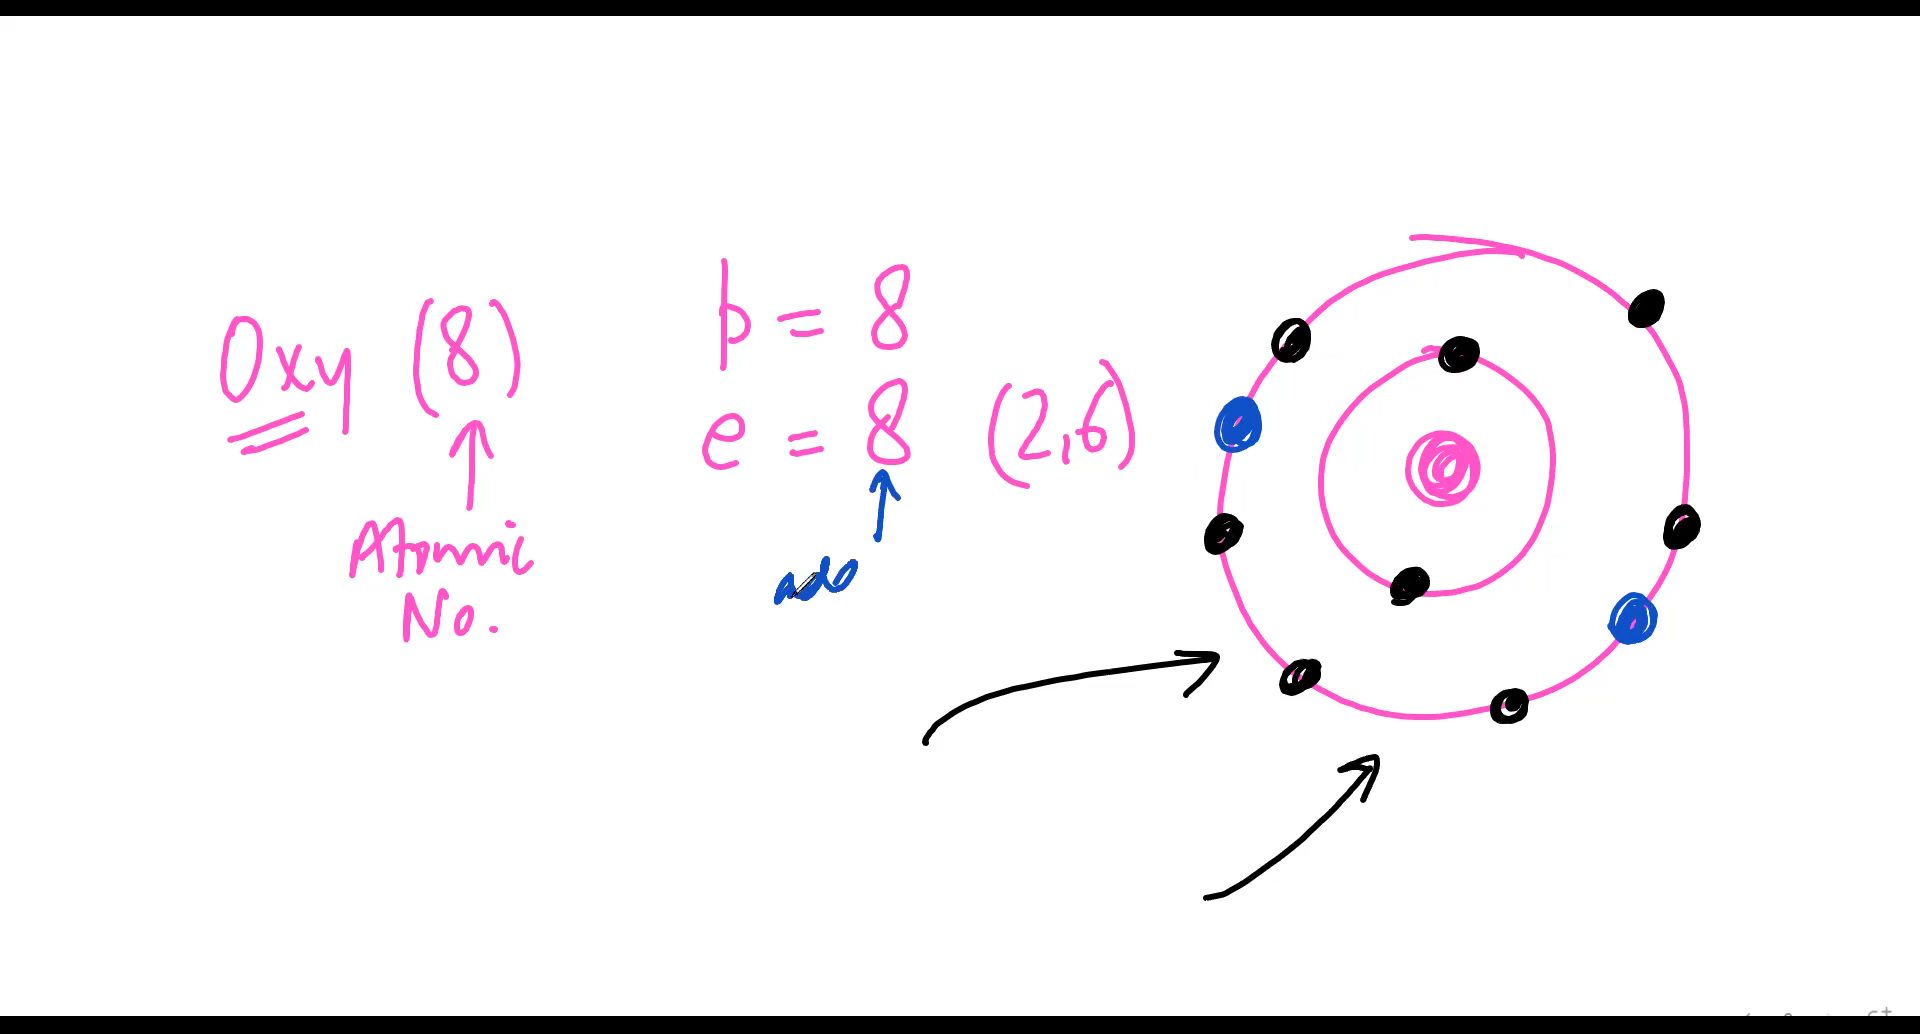 Oxy (8)
Atomic
No.
p = 8
e = 8 (2,6)